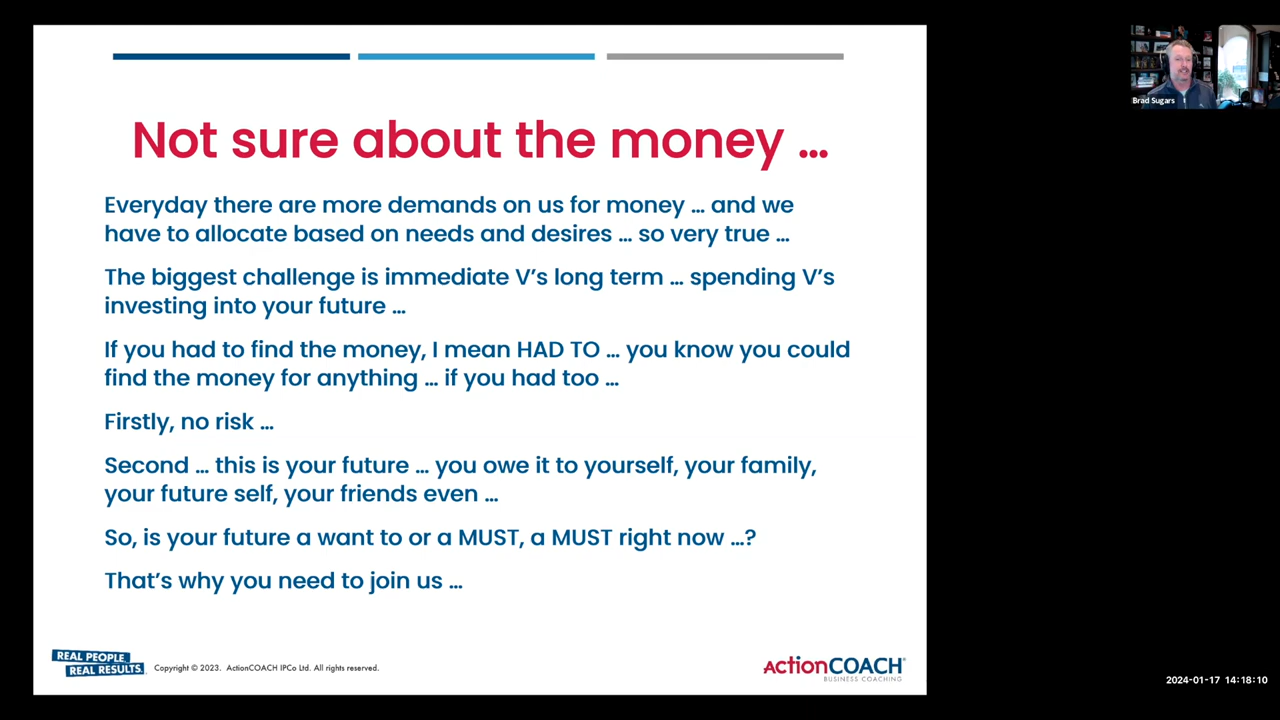 Not sure about the money ...
Everyday there are more demands on us for money ... and we
have to allocate based on needs and desires ... so very true ...
The biggest challenge is immediate V's long term ... spending V's
investing into your future ...
If you had to find the money, I mean HAD TO ... you know you could
find the money for anything ... if you had too ...
Firstly, no risk ...
Second ... this is your future ... you owe it to yourself, your family,
your future self, your friends even ...
So, is your future a want to or a MUST, a MUST right now ...?
That's why you need to join us ...
REAL PEOPLE.
REAL RESULTS.
Copyright © 2023. ActionCOACH IPCo Ltd. All rights reserved.
ActionCOACH®
BUSINESS COACHING
Brad Sugars
2024-01-17 14:18:10